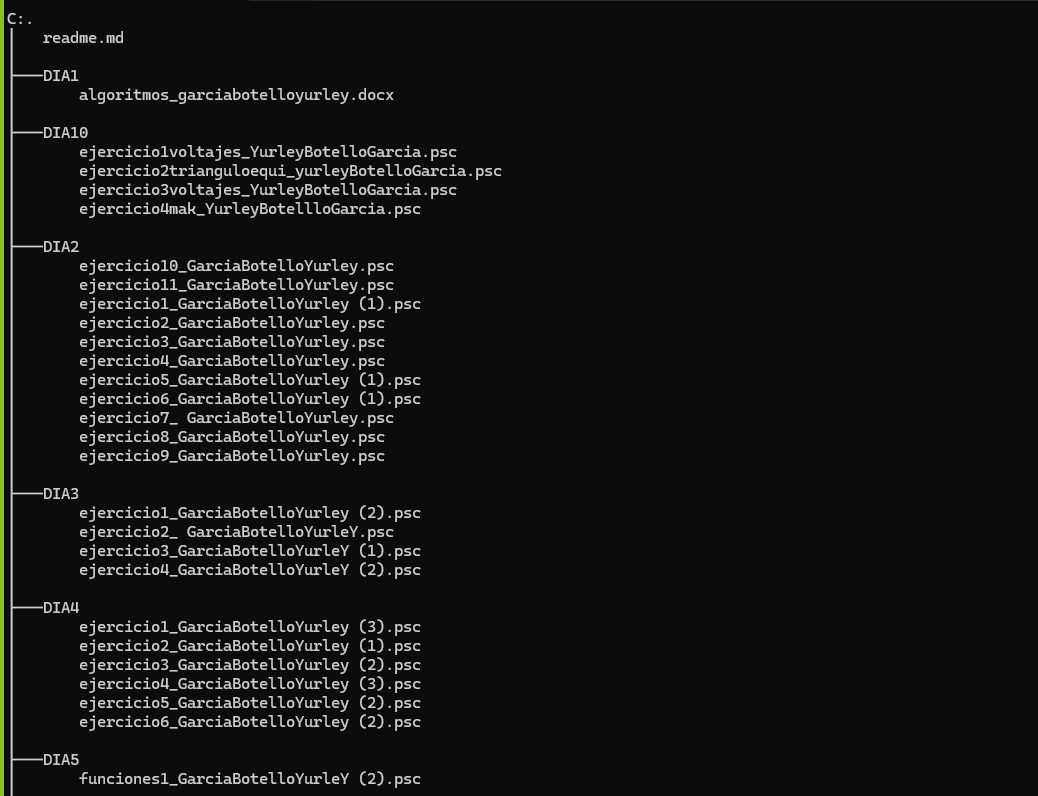 C:.
readme.md
DIA1
algoritmos_garciabotelloyurley.docx
DIA10
ejercicio1voltajes_YurleyBotelloGarcia.psc
ejercicio2trianguloequi_yurleyBotelloGarcia.psc
ejercicio3voltajes_YurleyBotelloGarcia.psc
ejercicio4mak_YurleyBotellloGarcia.psc
DIA2
ejercicio10_GarciaBotelloYurley.psc
ejercicio11_GarciaBotelloYurley.psc
ejercicio1_GarciaBotelloYurley (1).psc
ejercicio2_GarciaBotelloYurley.psc
ejercicio3_GarciaBotelloYurley.psc
ejercicio4_GarciaBotelloYurley.psc
ejercicio5_GarciaBotelloYurley (1).psc
ejercicio6_GarciaBotelloYurley (1).psc
ejercicio7_ GarciaBotelloYurley.psc
ejercicio8_GarciaBotelloYurley.psc
ejercicio9_GarciaBotelloYurley.psc
DIA3
ejercicio1_GarciaBotelloYurley (2).psc
ejercicio2_ GarciaBotelloYurleY.psc
ejercicio3_GarciaBotelloYurleY (1).psc
ejercicio4_GarciaBotelloYurleY (2).psc
DIA4
ejercicio1_GarciaBotelloYurley (3).psc
ejercicio2_GarciaBotelloYurley (1).psc
ejercicio3_GarciaBotelloYurley (2).psc
ejercicio4_GarciaBotelloYurley (3).psc
ejercicio5_GarciaBotelloYurley (2).psc
ejercicio6_GarciaBotelloYurley (2).psc
DIA5
funciones1_GarciaBotelloYurleY (2).psc